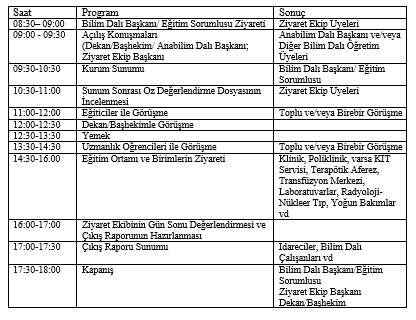 Saat Program Sonuç
08:30– 09:00 Bilim Dalı Başkanı/ Eğitim Sorumlusu Ziyareti Ziyaret Ekip Üyeleri
09:00 - 09:30 Açılış Konuşmaları Anabilim Dalı Başkanı ve/veya
(Dekan/Başhekim/ Anabilim Dalı Başkanı; Diğer Bilim Dalı Öğretim
Ziyaret Ekip Başkanı Üyeleri
09:30-10:30 Kurum Sunumu Bilim Dalı Başkanı/ Eğitim
Sorumlusu
10:30-11:00 Sunum Sonrası Öz Değerlendirme Dosyasının Ziyaret Ekip Üyeleri
İncelenmesi
11:00-12:00 Eğiticiler ile Görüşme Toplu ve/veya Birebir Görüşme
12:00-12:30 Dekan/Başhekimle Görüşme
12:30-13:30 Yemek
13:30-14:30 Uzmanlık Öğrencileri ile Görüşme Toplu ve/veya Birebir Görüşme
14:30-16.00 Eğitim Ortamı ve Birimlerin Ziyareti Klinik, Poliklinik, varsa KIT
Servisi, Terapötik Aferez,
Transfüzyon Merkezi,
Laboratuvarlar, Radyoloji-
Nükleer Tıp, Yoğun Bakımlar
vd
16:00-17:00 Ziyaret Ekibinin Gün Sonu Değerlendirmesi ve
Çıkış Raporunun Hazırlanması
17:00-17:30 Çıkış Raporu Sunumu İdareciler, Bilim Dalı
Çalışanları vd
17:30-18:00 Kapanış Bilim Dalı Başkanı/Eğitim
Sorumlusu
Ziyaret Ekip Başkanı
Dekan/Başhekim